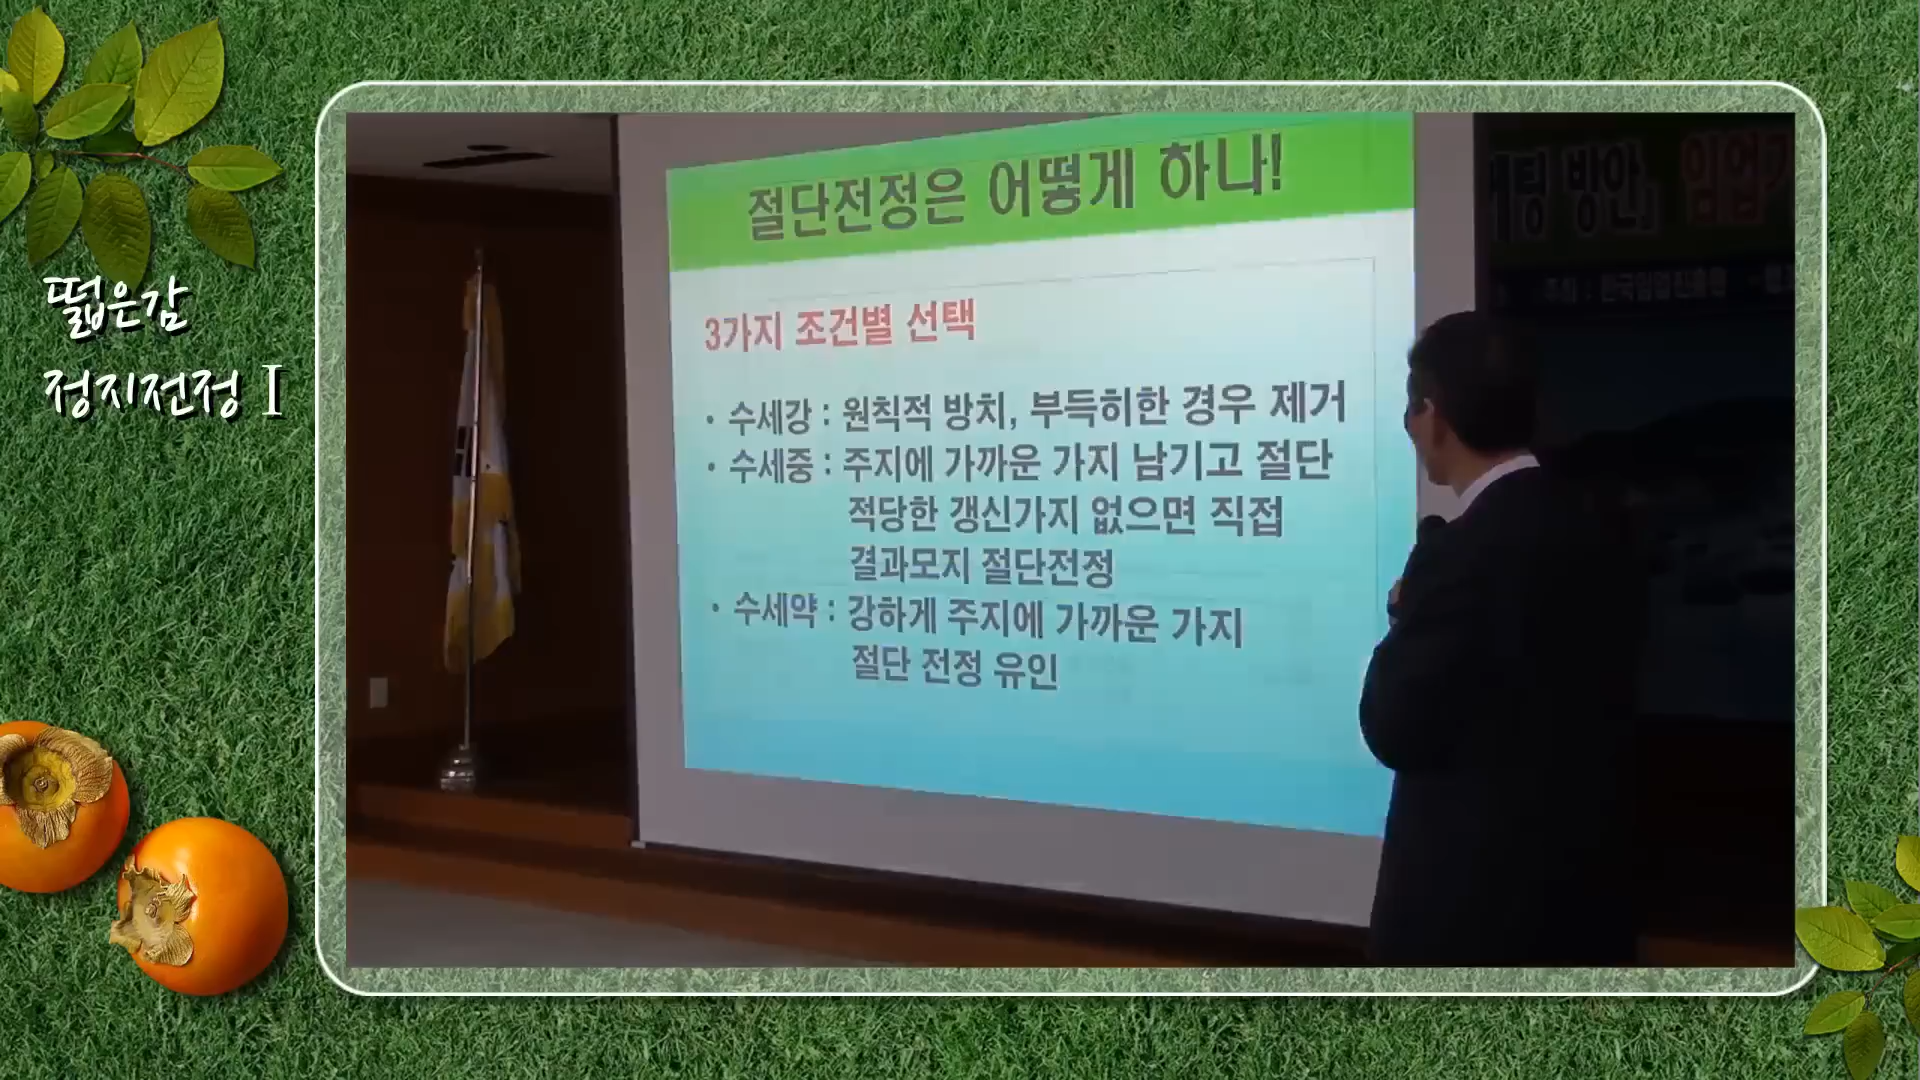 떫은감
정지전정 I
절단전정은 어떻게 하나!
3가지 조건별 선택
• 수세강 : 원칙적 방치, 부득히한 경우 제거
• 수세중 : 주지에 가까운 가지 남기고 절단
적당한 갱신가지 없으면 직접
결과모지 절단전정
• 수세약 : 강하게 주지에 가까운 가지
절단 전정 유인
방안」 임업